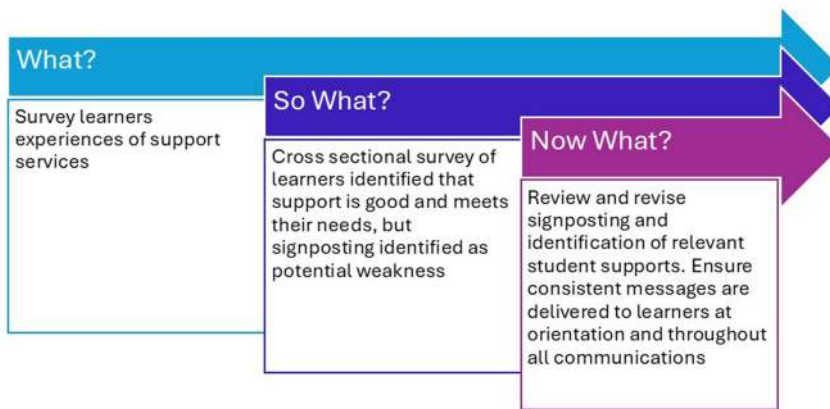 What?
Survey learners
experiences of support
services
So What?
Cross sectional survey of
learners identified that
support is good and meets
their needs, but
signposting identified as
potential weakness
Now What?
Review and revise
signposting and
identification of relevant
student supports. Ensure
consistent messages are
delivered to learners at
orientation and throughout
all communications